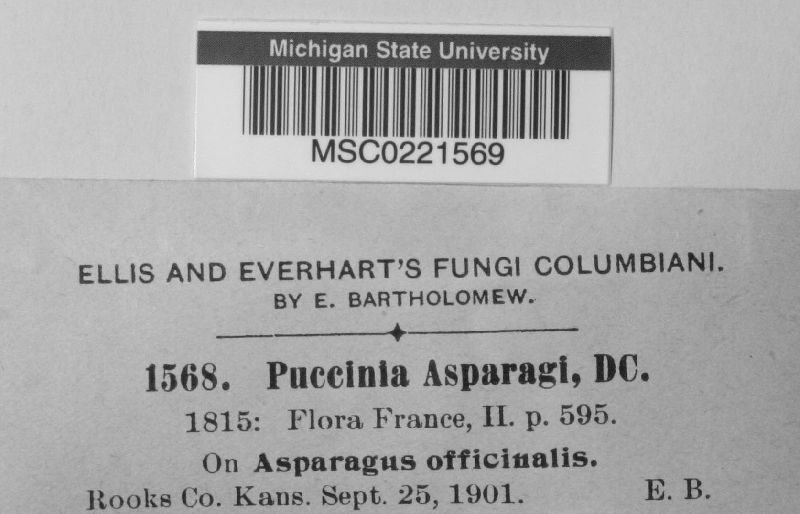 Michigan State University
MSC0221569
ELLIS AND EVERHART'S FUNGI COLUMBIANI.
BY E. BARTHOLOMEW.
1568. Puccinia Asparagi, DC.
1815: Flora France, II. p. 595.
On Asparagus officinalis.
Rooks Co. Kans. Sept. 25, 1901. E. B.